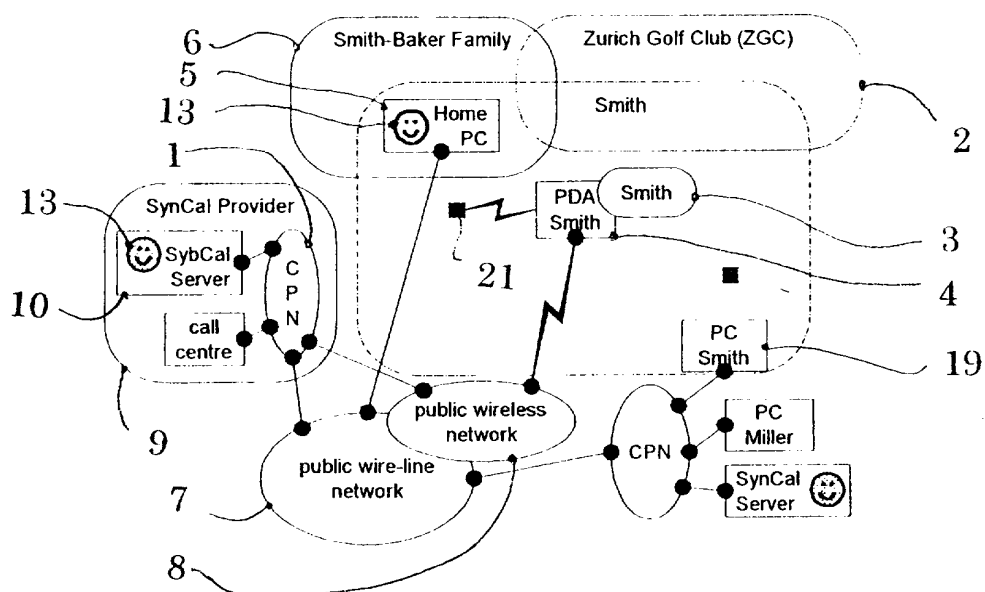 6
Smith-Baker Family
Zurich Golf Club (ZGC)
5
13
Home
PC
Smith
2
1
13
SynCal Provider
PDA
Smith
Smith
3
SybCal
Server
C
P
N
21
4
10
call
centre
PC
Smith
19
9
public wireless
network
PC
Miller
CPN
public wire-line
network
SynCal
Server
7
8